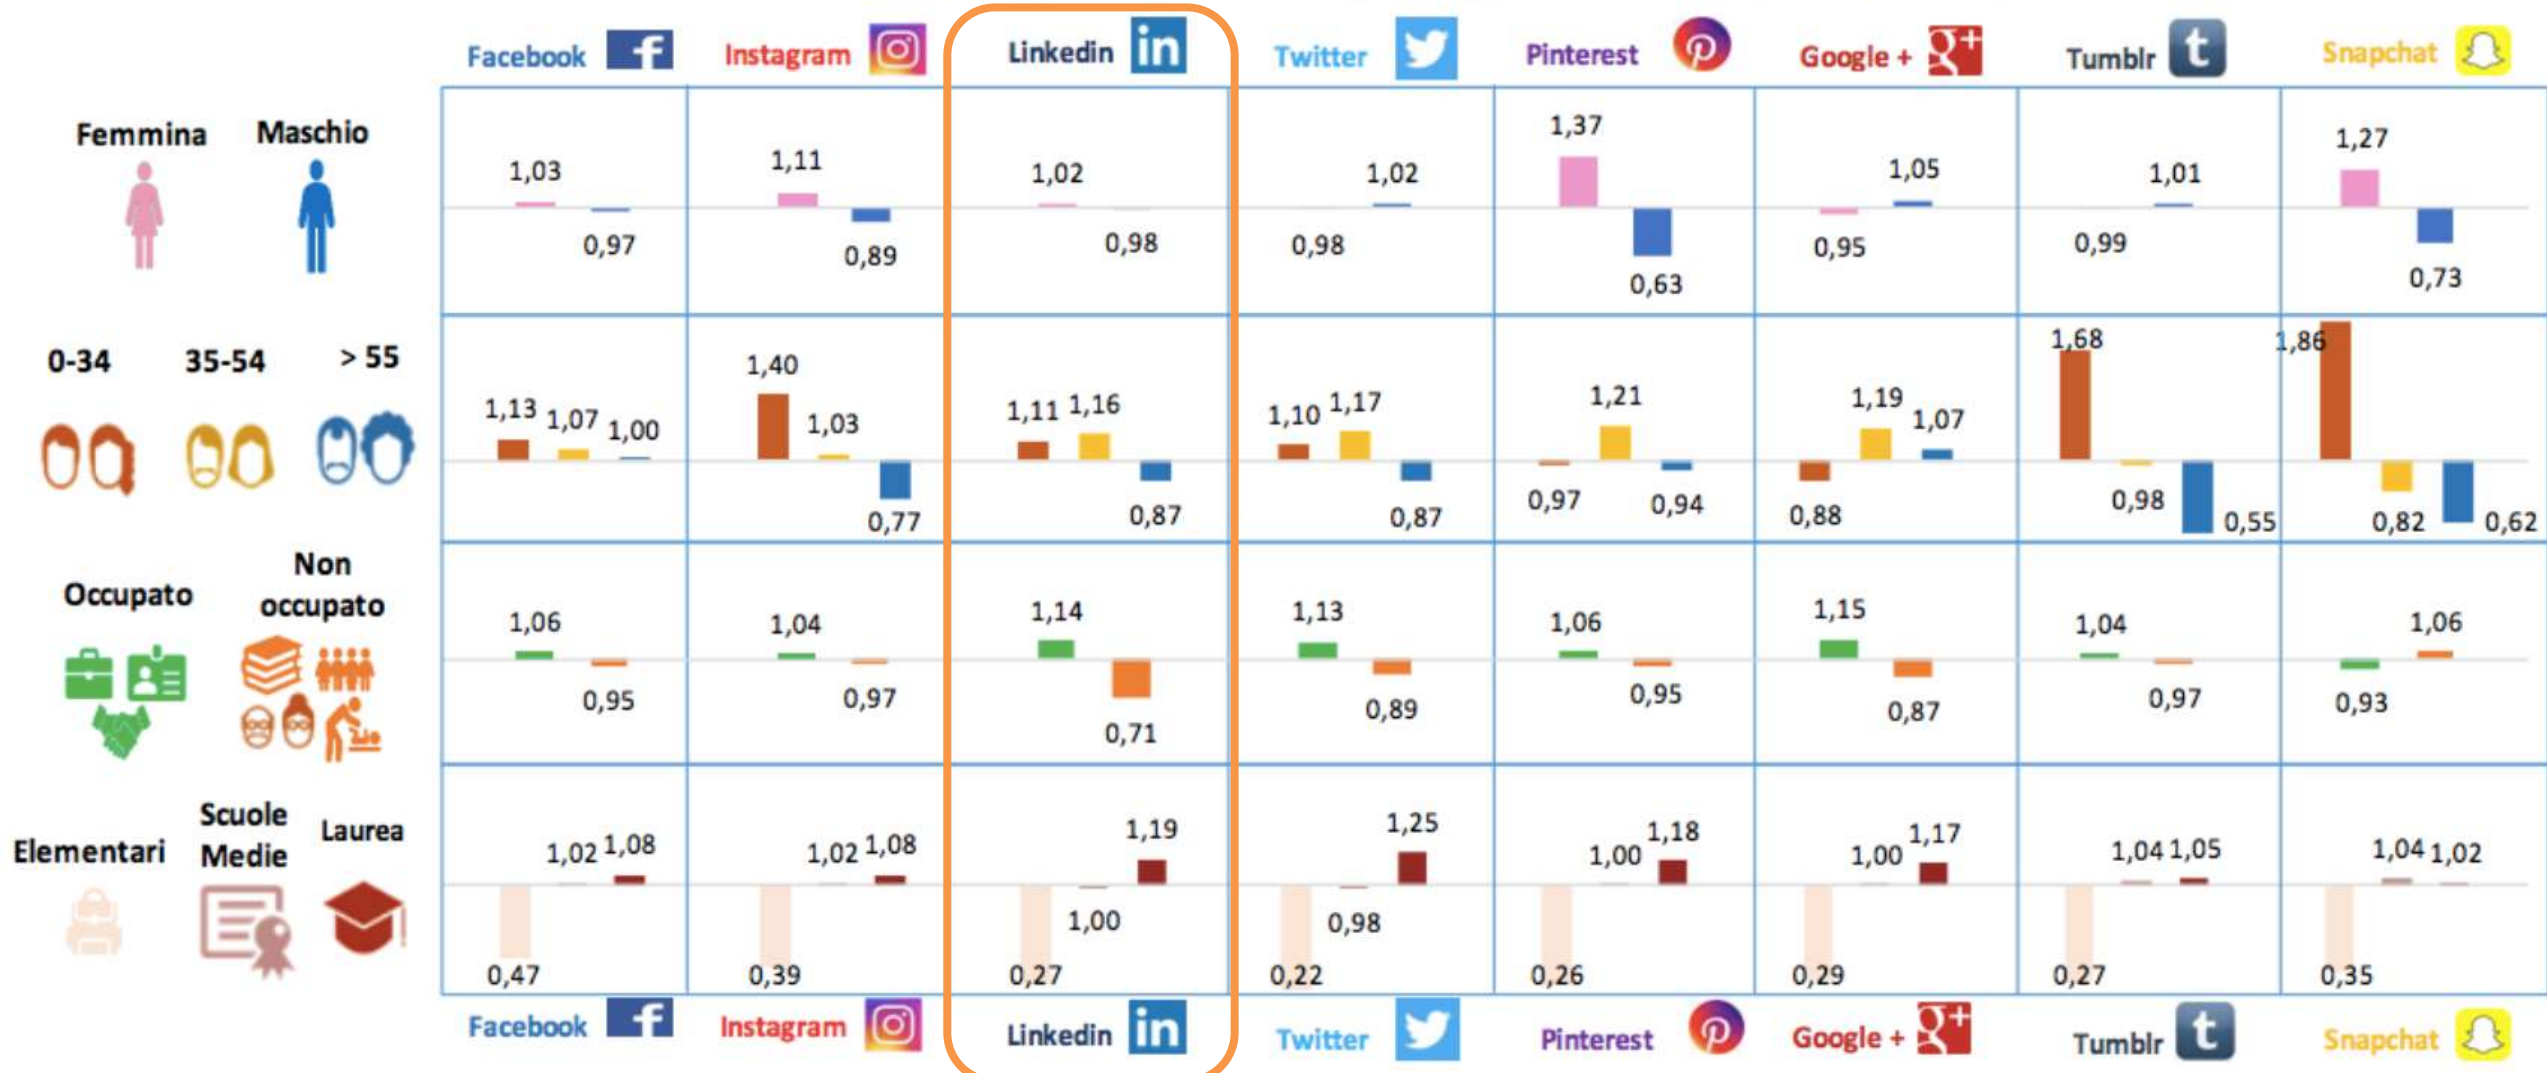 Facebook Instagram Linkedin in Twitter Pinterest Google + g+ Tumblr t Snapchat
Femmina Maschio
1,03 1,11 1,02 1,02 1,37 1,05 1,01 1,27
0,97 0,89 0,98 0,98 0,63 0,95 0,99 0,73
0-34 35-54 > 55
1,13 1,07 1,00 1,40 1,03 1,11 1,16 1,10 1,17 1,21 1,19 1,07 1,68 1,86
0,77 0,87 0,87 0,97 0,94 0,88 0,98 0,55 0,82 0,62
Occupato Non
occupato
1,06 1,04 1,14 1,13 1,06 1,15 1,04 1,06
0,95 0,97 0,71 0,89 0,95 0,87 0,97 0,93
Elementari Scuole
Medie Laurea
1,02 1,08 1,02 1,08 1,19 1,25 1,00 1,18 1,00 1,17 1,04 1,05 1,04 1,02
1,00 0,98
0,47 0,39 0,27 0,22 0,26 0,29 0,27 0,35
Facebook Instagram Linkedin in Twitter Pinterest Google + g+ Tumblr t Snapchat